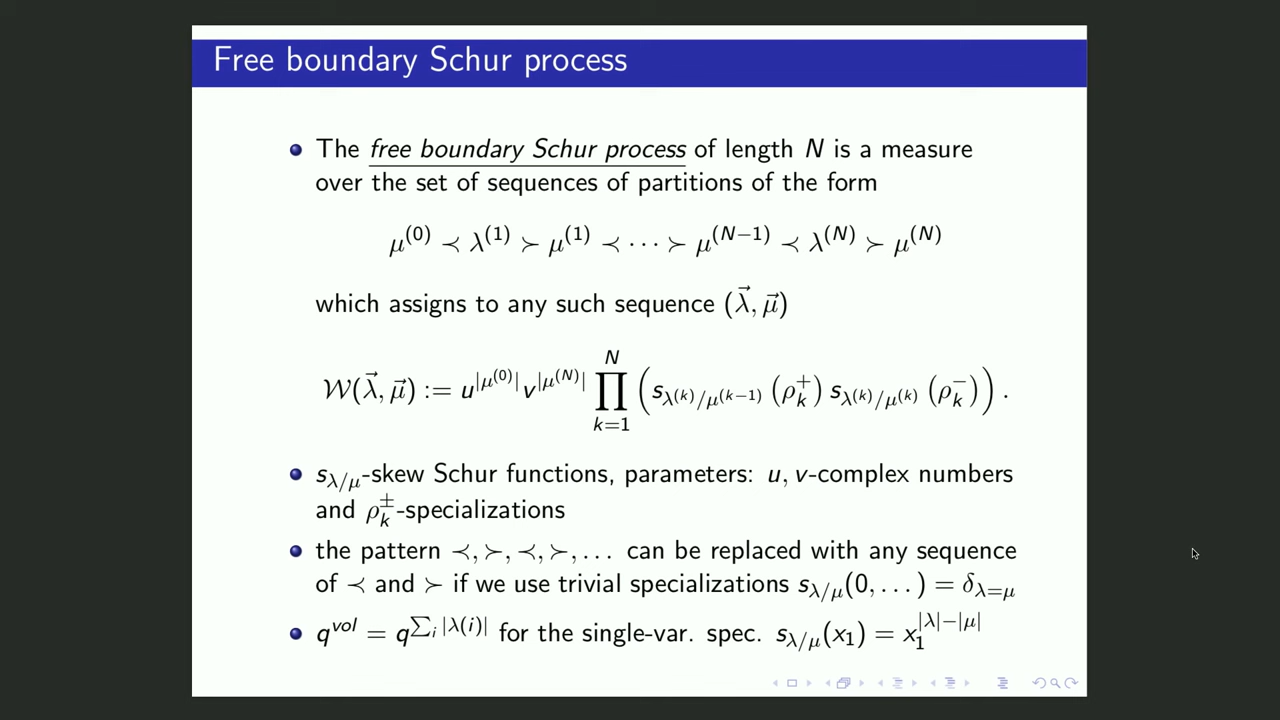 Free boundary Schur process
The free boundary Schur process of length N is a measure
over the set of sequences of partitions of the form
μ^(0) ≺ λ^(1) ≻ μ^(1) ≺ ··· ≻ μ^(N−1) ≺ λ^(N) ≻ μ^(N)
which assigns to any such sequence (λ⃗, μ⃗)
𝒲(λ⃗, μ⃗) := u^{|μ^(0)|} v^{|μ^(N)|} ∏_{k=1}^{N} ( s_{λ^(k)/μ^(k−1)} (ρ_k^+) s_{λ^(k)/μ^(k)} (ρ_k^−) ) .
s_{λ/μ}-skew Schur functions, parameters: u, v-complex numbers
and ρ_k^±-specializations
the pattern ≺, ≻, ≺, ≻, ... can be replaced with any sequence
of ≺ and ≻ if we use trivial specializations s_{λ/μ}(0, ...) = δ_{λ=μ}
q^{vol} = q^{∑_i |λ(i)|} for the single-var. spec. s_{λ/μ}(x_1) = x_1^{|λ|−|μ|}